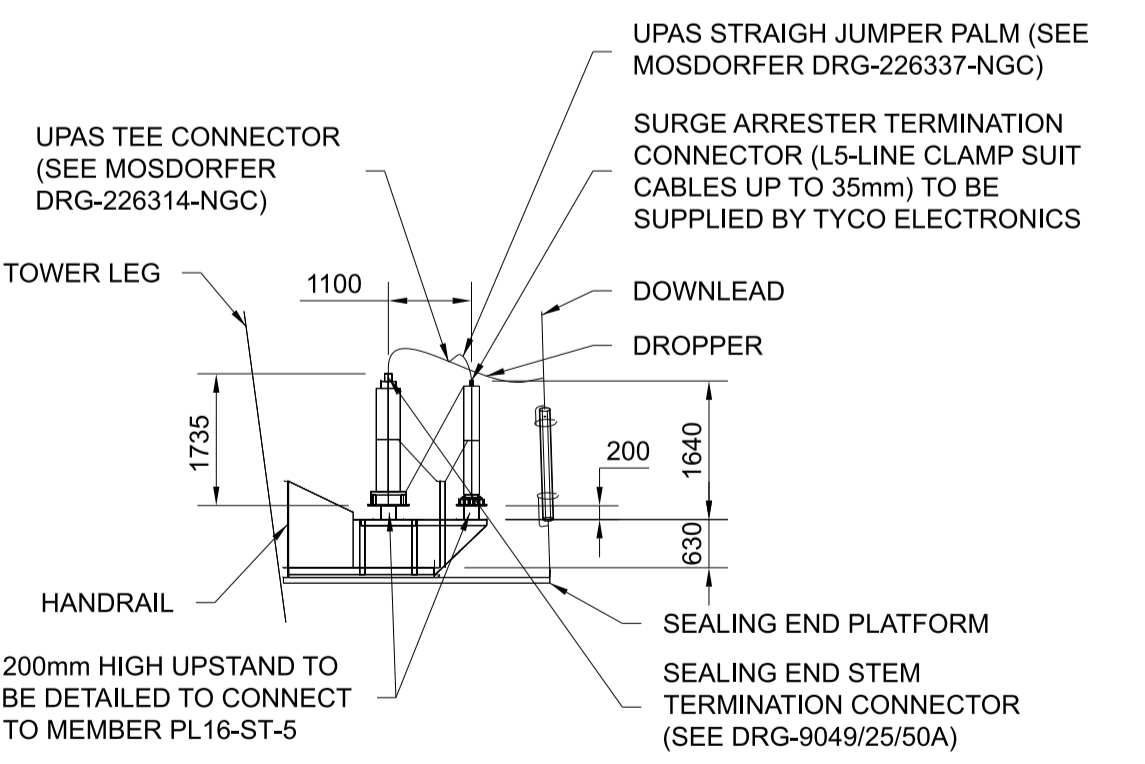 UPAS STRAIGH JUMPER PALM (SEE
MOSDORFER DRG-226337-NGC)
UPAS TEE CONNECTOR
(SEE MOSDORFER
DRG-226314-NGC)
SURGE ARRESTER TERMINATION
CONNECTOR (L5-LINE CLAMP SUIT
CABLES UP TO 35mm) TO BE
SUPPLIED BY TYCO ELECTRONICS
TOWER LEG
1100
DOWNLEAD
DROPPER
1735
200
1640
630
HANDRAIL
SEALING END PLATFORM
200mm HIGH UPSTAND TO
BE DETAILED TO CONNECT
TO MEMBER PL16-ST-5
SEALING END STEM
TERMINATION CONNECTOR
(SEE DRG-9049/25/50A)